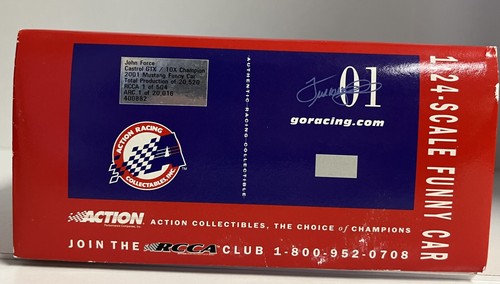 John Force
Castrol GTX / 10X Champion
2001 Mustang Funny Car
Total Production of 20,520
RCCA 1 of 504
ARC 1 of 20,016
400882
ACTION RACING
COLLECTABLES, INC.
AUTHENTIC RACING COLLECTIBLE
01
goracing.com
1:24-SCALE FUNNY CAR
ACTION
ACTION COLLECTIBLES, THE CHOICE of CHAMPIONS
JOIN THE RCCA CLUB 1-800-952-0708